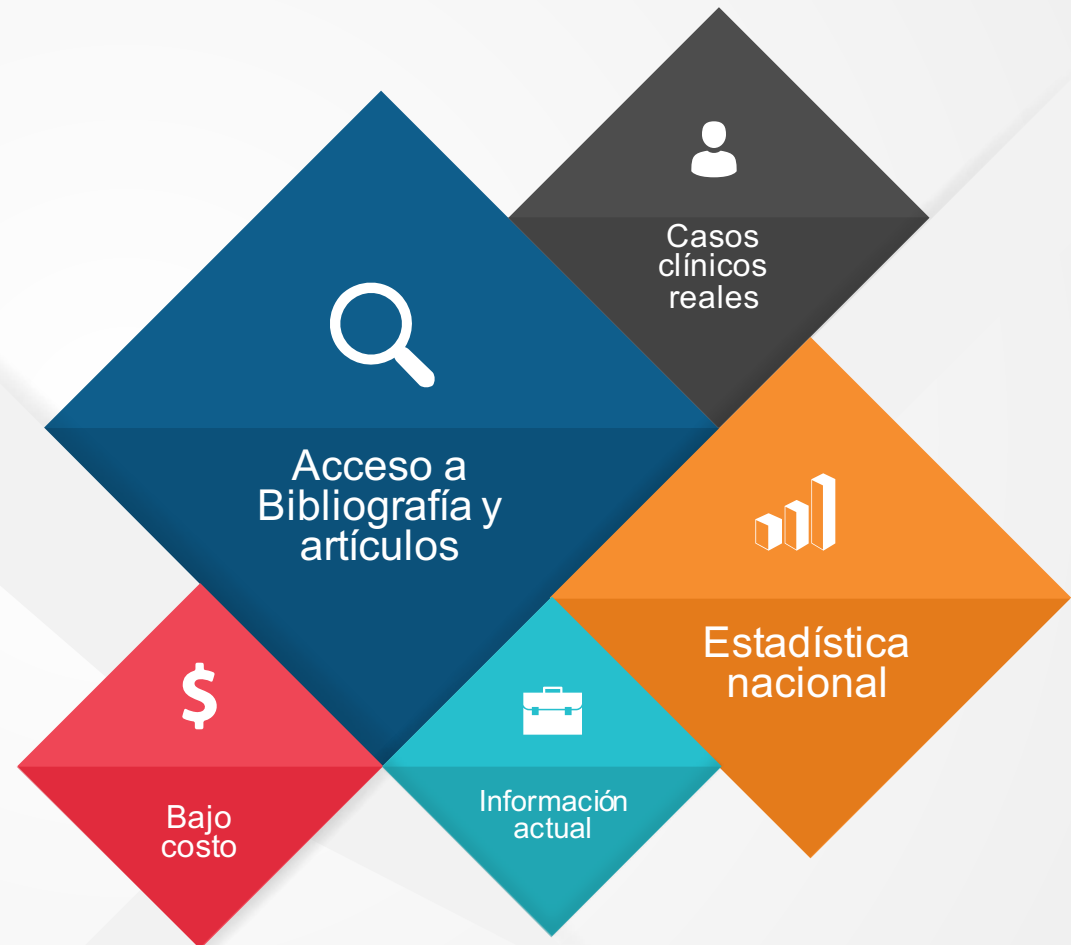 Casos
clínicos
reales
Acceso a
Bibliografía y
artículos
Estadística
nacional
$
Bajo
costo
Información
actual